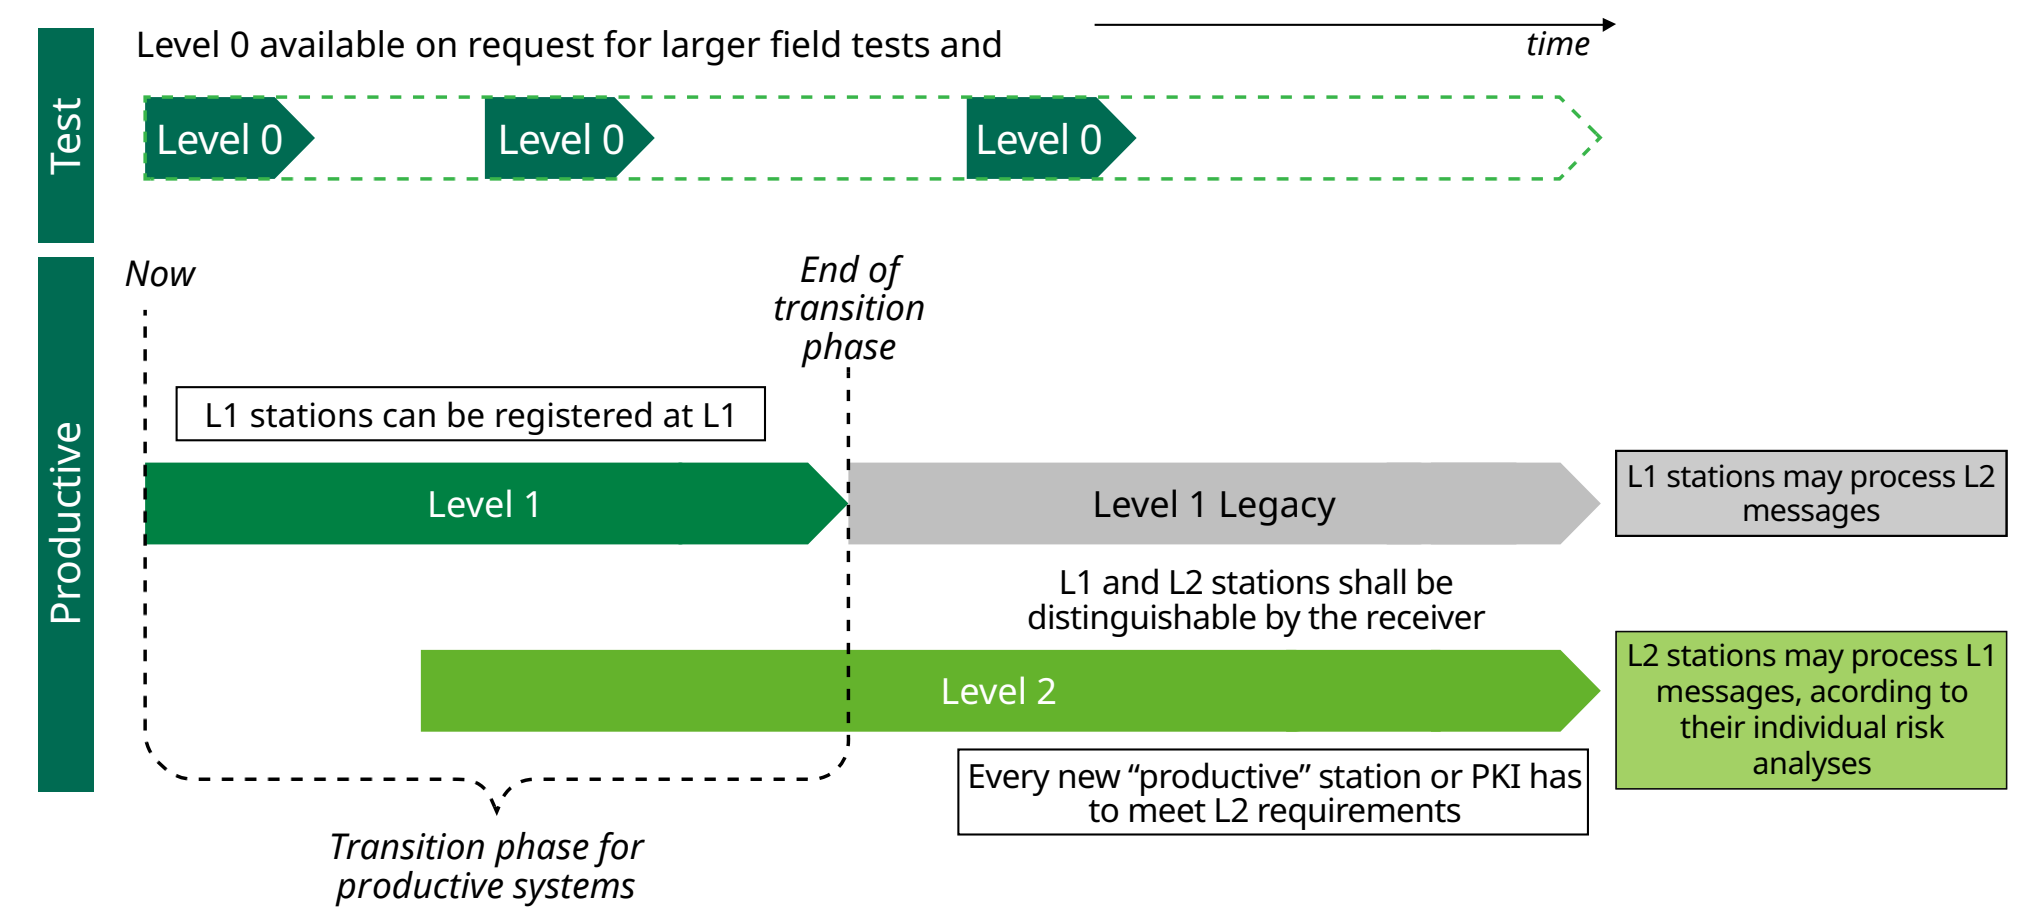 Level 0 available on request for larger field tests and
time
Test
Level 0
Level 0
Level 0
Now
End of
transition
phase
Productive
L1 stations can be registered at L1
Level 1
Level 1 Legacy
L1 stations may process L2
messages
L1 and L2 stations shall be
distinguishable by the receiver
Level 2
L2 stations may process L1
messages, acording to
their individual risk
analyses
Every new “productive” station or PKI has
to meet L2 requirements
Transition phase for
productive systems